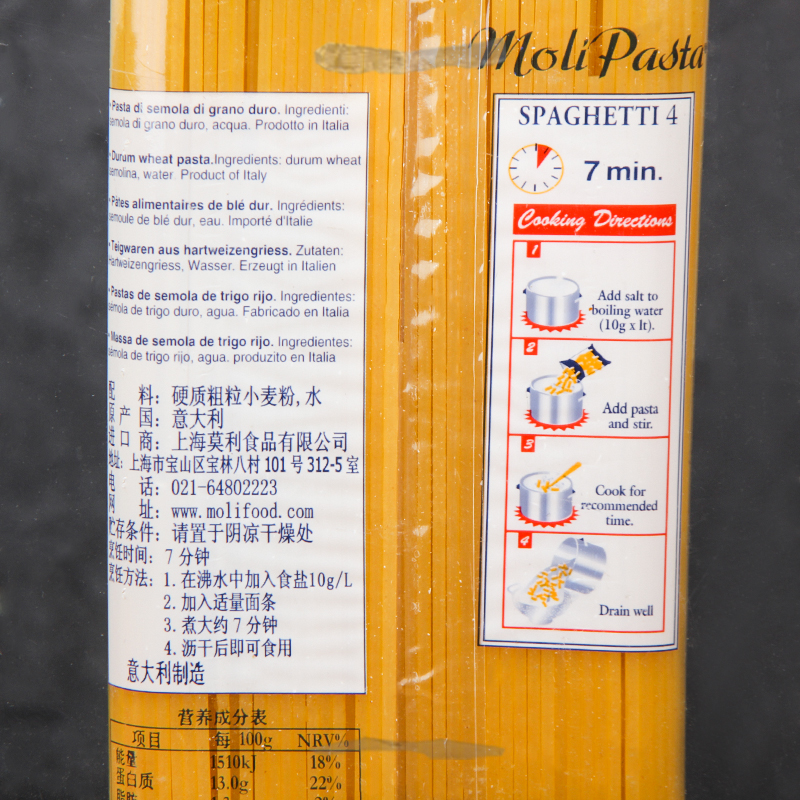 Moli Pasta
Pasta di semola di grano duro. Ingredienti:
semola di grano duro, acqua. Prodotto in Italia
Durum wheat pasta.Ingredients: durum wheat
semolina, water. Product of Italy
Pâtes alimentaires de blé dur. Ingrédients:
semoule de blé dur, eau. Importé d'Italie
Teigwaren aus hartweizengriess. Zutaten:
Hartweizengriess, Wasser. Erzeugt in Italien
Pastas de semola de trigo rijo. Ingredientes:
semola de trigo duro, agua. Fabricado en Italia
Massa de semola de trigo rijo. Ingredientes:
semola de trigo rijo, agua. produzito en Italia
配 料: 硬质粗粒小麦粉,水
原 产 国: 意大利
进 口 商: 上海莫利食品有限公司
地址: 上海市宝山区宝林八村 101 号 312-5 室
电 话: 021-64802223
网 址: www.molifood.com
贮存条件: 请置于阴凉干燥处
烹饪时间: 7 分钟
烹饪方法: 1. 在沸水中加入食盐10g/L
2. 加入适量面条
3. 煮大约 7 分钟
4. 沥干后即可食用
意大利制造
营养成分表
项目 每 100g NRV%
能量 1510kJ 18%
蛋白质 13.0g 22%
SPAGHETTI 4
7 min.
Cooking Directions
1
Add salt to
boiling water
(10g x lt).
2
Add pasta
and stir.
3
Cook for
recommended
time.
4
Drain well